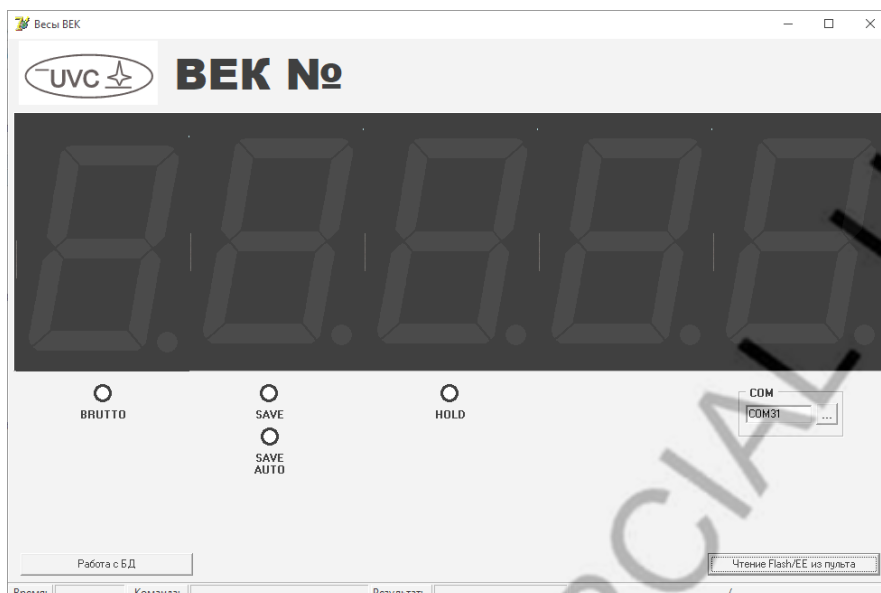 Весы ВЕК
UVC ВЕК №
BRUTTO SAVE HOLD
SAVE AUTO
COM
COM31 ...
Работа с БД Чтение Flash/EE из пульта
Время: Команда: Результат: /
CIAL